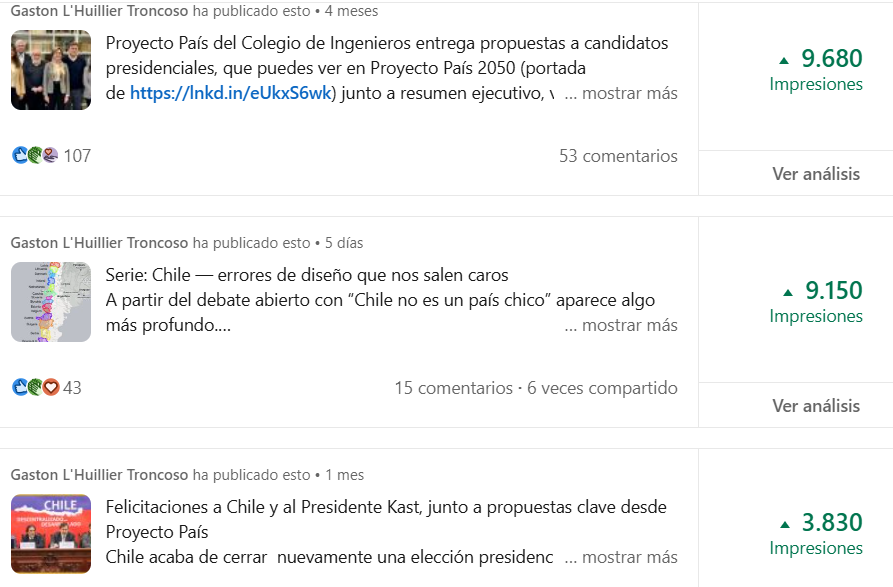 Gaston L'Huillier Troncoso ha publicado esto • 4 meses
Proyecto País del Colegio de Ingenieros entrega propuestas a candidatos
presidenciales, que puedes ver en Proyecto País 2050 (portada
de https://lnkd.in/eUkxS6wk) junto a resumen ejecutivo, ... mostrar más
9.680
Impresiones
107
53 comentarios
Ver análisis
Gaston L'Huillier Troncoso ha publicado esto • 5 días
Serie: Chile — errores de diseño que nos salen caros
A partir del debate abierto con “Chile no es un país chico” aparece algo
más profundo.... ... mostrar más
9.150
Impresiones
43
15 comentarios · 6 veces compartido
Ver análisis
Gaston L'Huillier Troncoso ha publicado esto • 1 mes
Felicitaciones a Chile y al Presidente Kast, junto a propuestas clave desde
Proyecto País
Chile acaba de cerrar nuevamente una elección presidenc ... mostrar más
CHILE
3.830
Impresiones